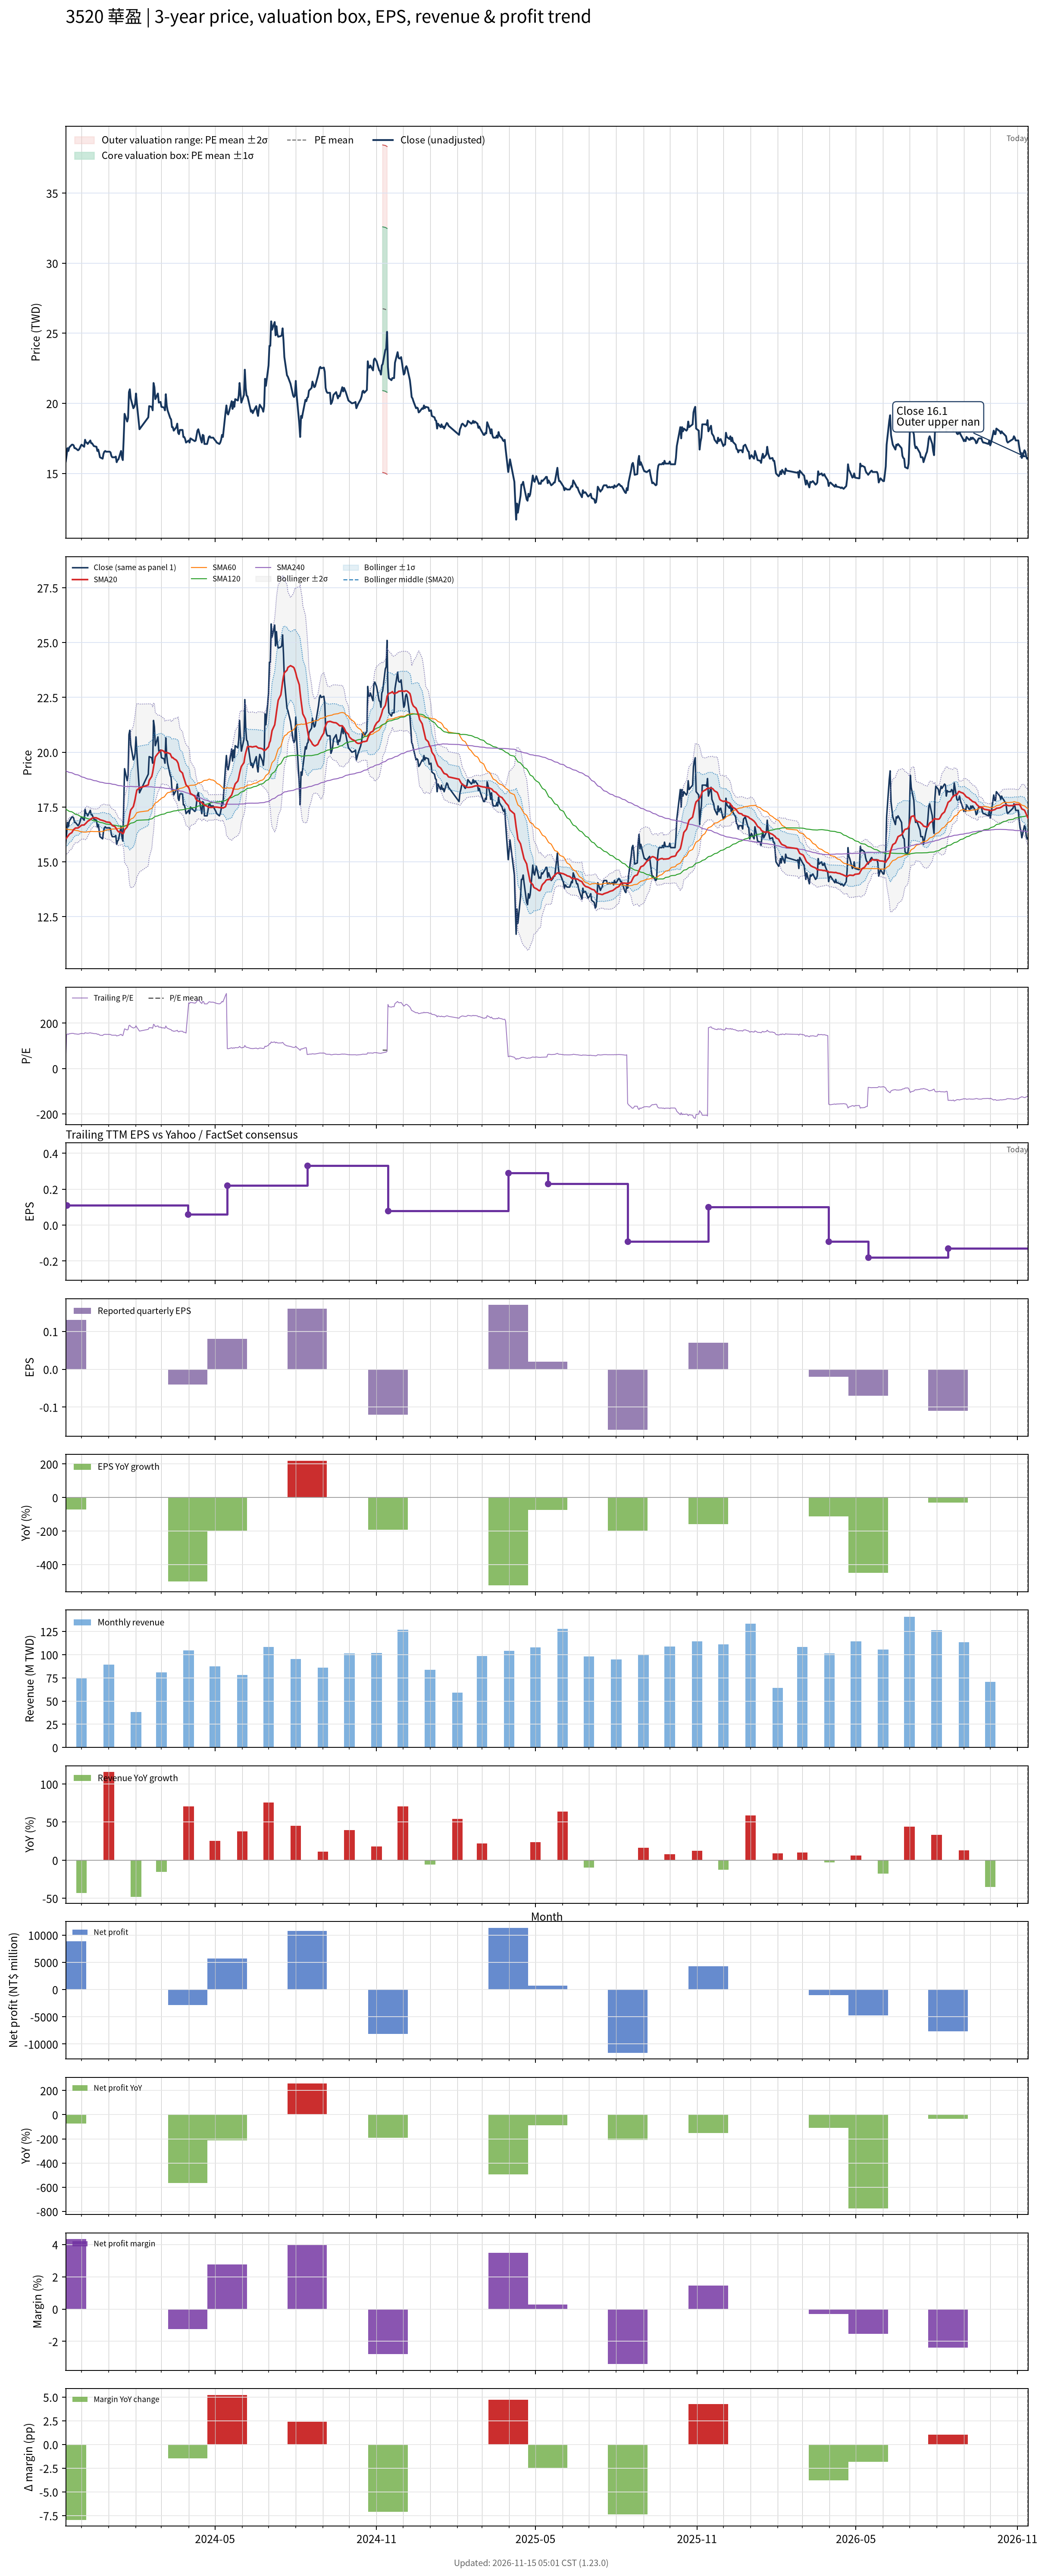 3520 華盈 | 3-year price, valuation box, EPS, revenue & profit trend
Outer valuation range: PE mean ±2σ
Core valuation box: PE mean ±1σ
PE mean
Close (unadjusted)
Today
35
30
25
20
15
Price (TWD)
Close 16.1
Outer upper nan
Close (same as panel 1)
SMA20
SMA60
SMA120
SMA240
Bollinger ±2σ
Bollinger ±1σ
Bollinger middle (SMA20)
27.5
25.0
22.5
20.0
17.5
15.0
12.5
Price
Trailing P/E
P/E mean
200
0
-200
P/E
Trailing TTM EPS vs Yahoo / FactSet consensus
Today
0.4
0.2
0.0
-0.2
EPS
Reported quarterly EPS
0.1
0.0
-0.1
EPS
EPS YoY growth
200
0
-200
-400
YoY (%)
Monthly revenue
125
100
75
50
25
0
Revenue (M TWD)
Revenue YoY growth
100
50
0
-50
YoY (%)
Month
Net profit
10000
5000
0
-5000
-10000
Net profit (NT$ million)
Net profit YoY
200
0
-200
-400
-600
-800
YoY (%)
Net profit margin
4
2
0
-2
Margin (%)
Margin YoY change
5.0
2.5
0.0
-2.5
-5.0
-7.5
Δ margin (pp)
2024-05
2024-11
2025-05
2025-11
2026-05
2026-11
Updated: 2026-11-15 05:01 CST (1.23.0)